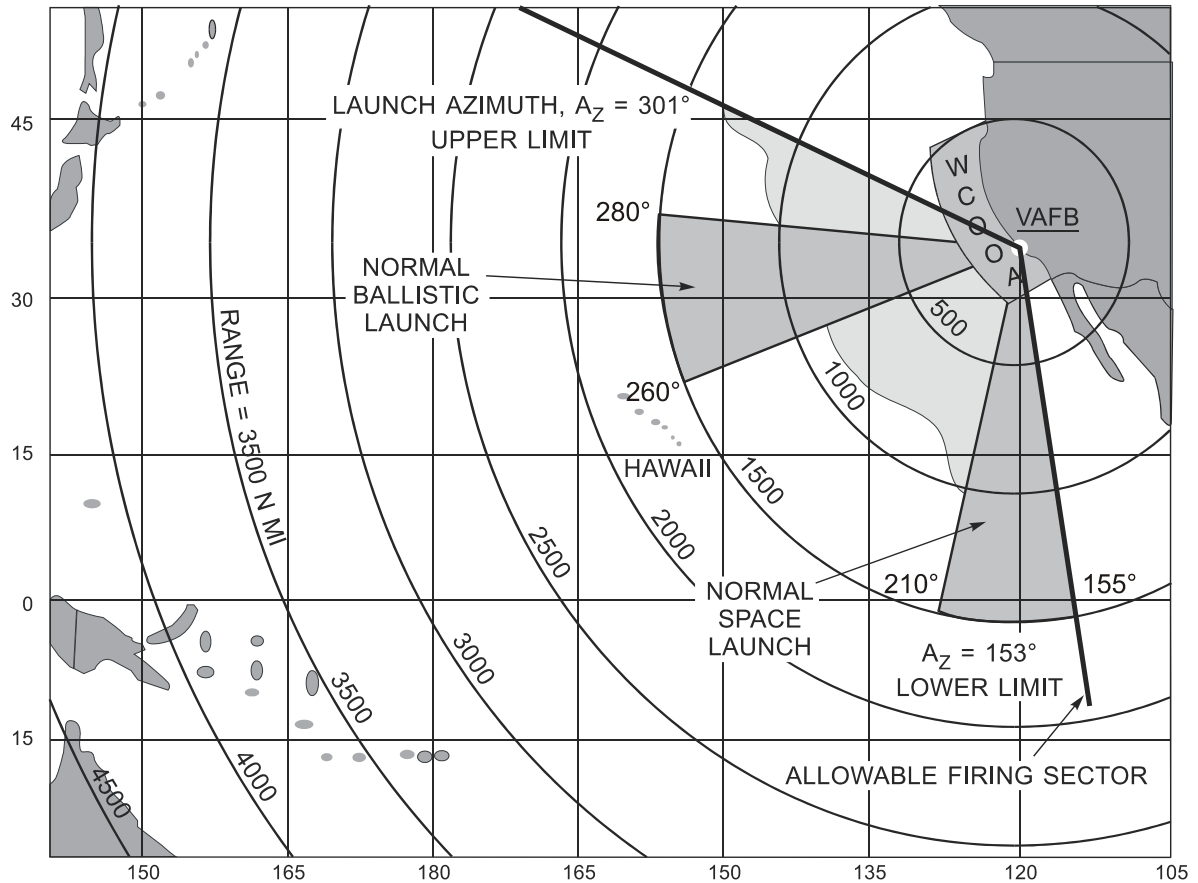 LAUNCH AZIMUTH, AZ = 301°
UPPER LIMIT
45
W
C
O
O
A
VAFB
280°
NORMAL
BALLISTIC
LAUNCH
30
RANGE = 3500 N MI
500
1000
260°
HAWAII
15
1500
2000
2500
0
NORMAL
SPACE
LAUNCH
210°
155°
AZ = 153°
LOWER LIMIT
3000
3500
4000
4500
15
ALLOWABLE FIRING SECTOR
150
165
180
165
150
135
120
105